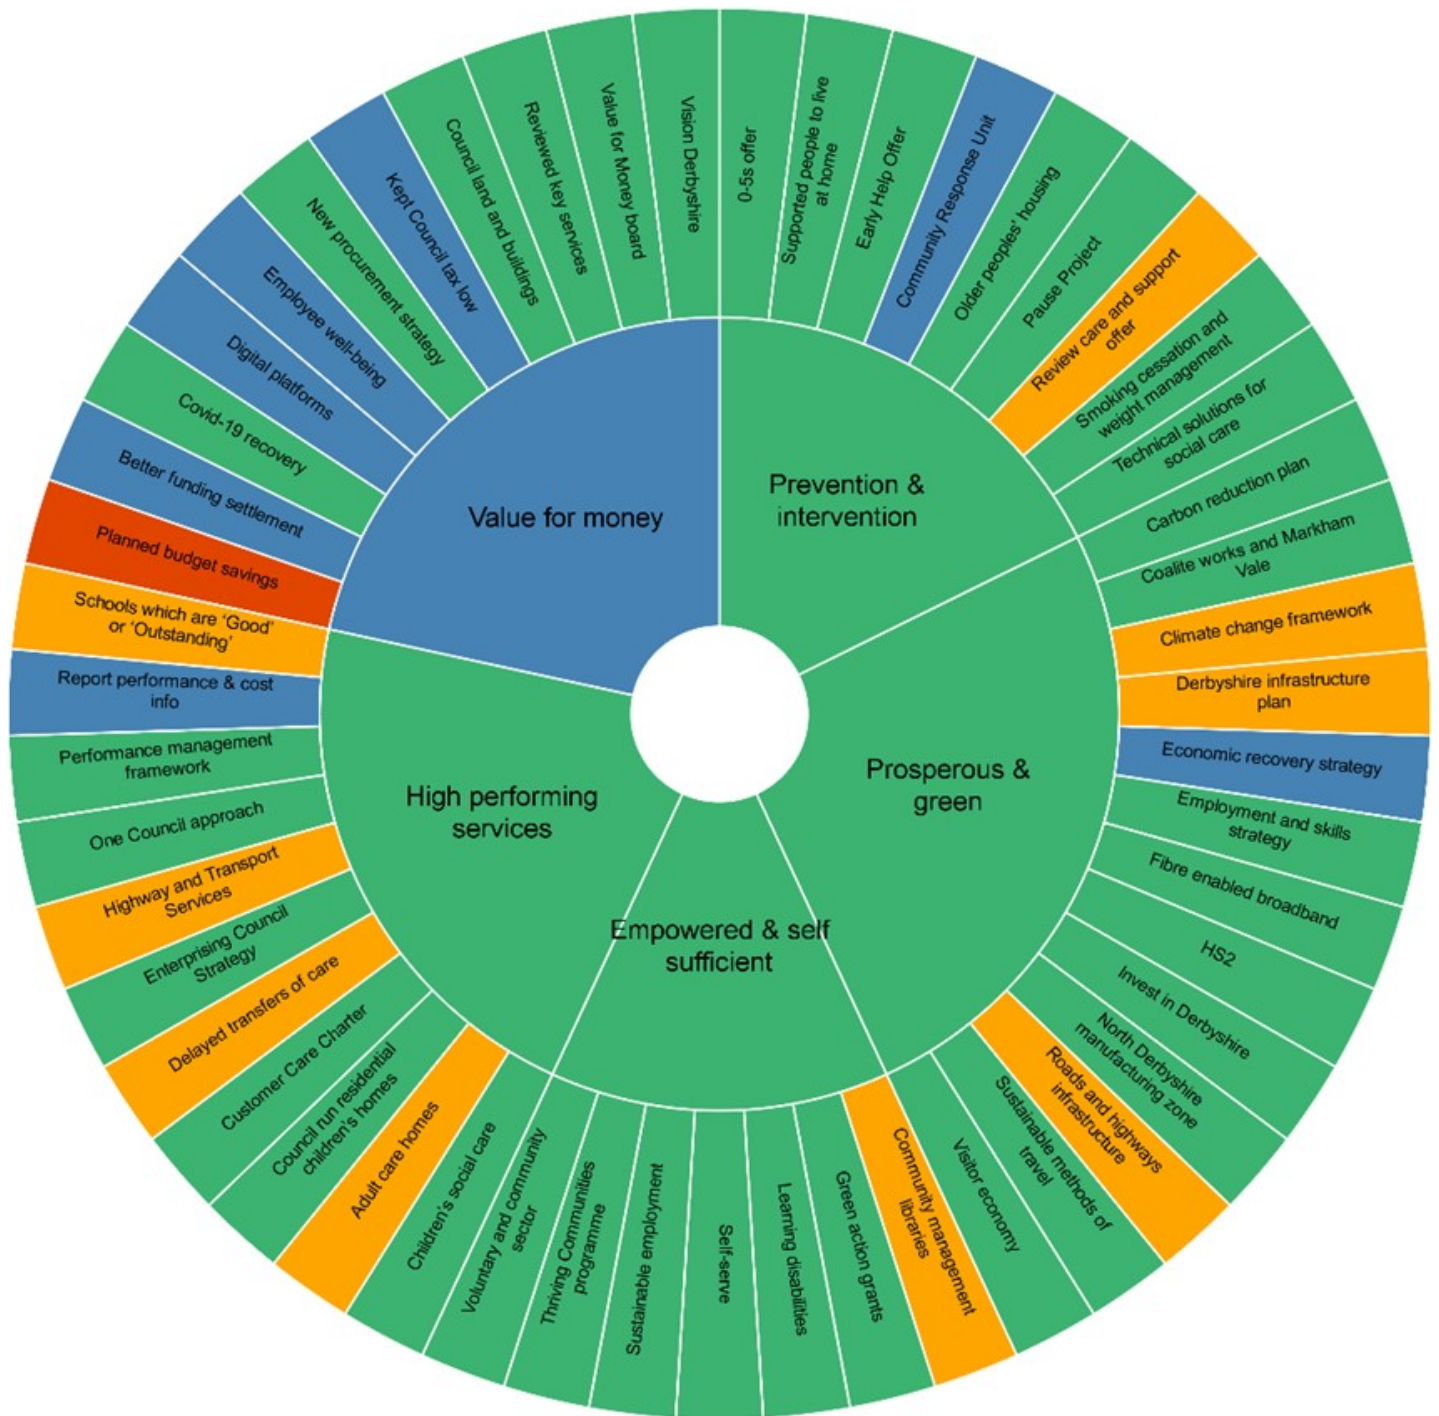 0-5s offer
Supported people to live
at home
Early Help Offer
Community Response Unit
Older peoples' housing
Pause Project
Review care and support
offer
Smoking cessation and
weight management
Technical solutions for
social care
Carbon reduction plan
Coalite works and Markham
Vale
Climate change framework
Derbyshire infrastructure
plan
Economic recovery strategy
Employment and skills
strategy
Fibre enabled broadband
HS2
Invest in Derbyshire
North Derbyshire
manufacturing zone
Roads and highways
infrastructure
Sustainable methods of
travel
Visitor economy
Community management
libraries
Green action grants
Learning disabilities
Self-serve
Sustainable employment
Thriving Communities
programme
Voluntary and community
sector
Children's social care
Adult care homes
Council run residential
children's homes
Customer Care Charter
Delayed transfers of care
Enterprising Council
Strategy
Highway and Transport
Services
One Council approach
Performance management
framework
Report performance & cost
info
Schools which are 'Good'
or 'Outstanding'
Planned budget savings
Better funding settlement
Covid-19 recovery
Digital platforms
Employee well-being
New procurement strategy
Kept Council tax low
Council land and buildings
Reviewed key services
Value for Money board
Vision Derbyshire
Prevention &
intervention
Prosperous &
green
Empowered & self
sufficient
High performing
services
Value for money